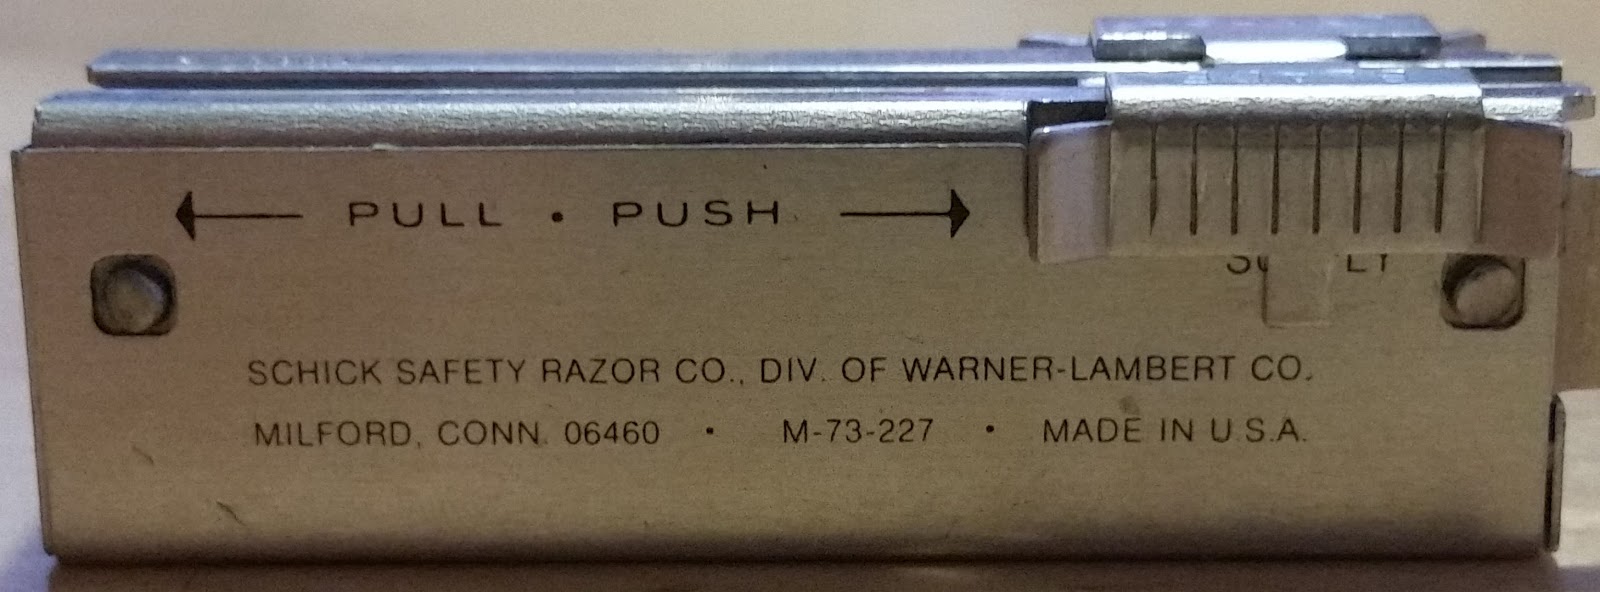 PULL • PUSH
SCHICK SAFETY RAZOR CO., DIV. OF WARNER-LAMBERT CO.
MILFORD, CONN. 06460 • M-73-227 • MADE IN U.S.A.